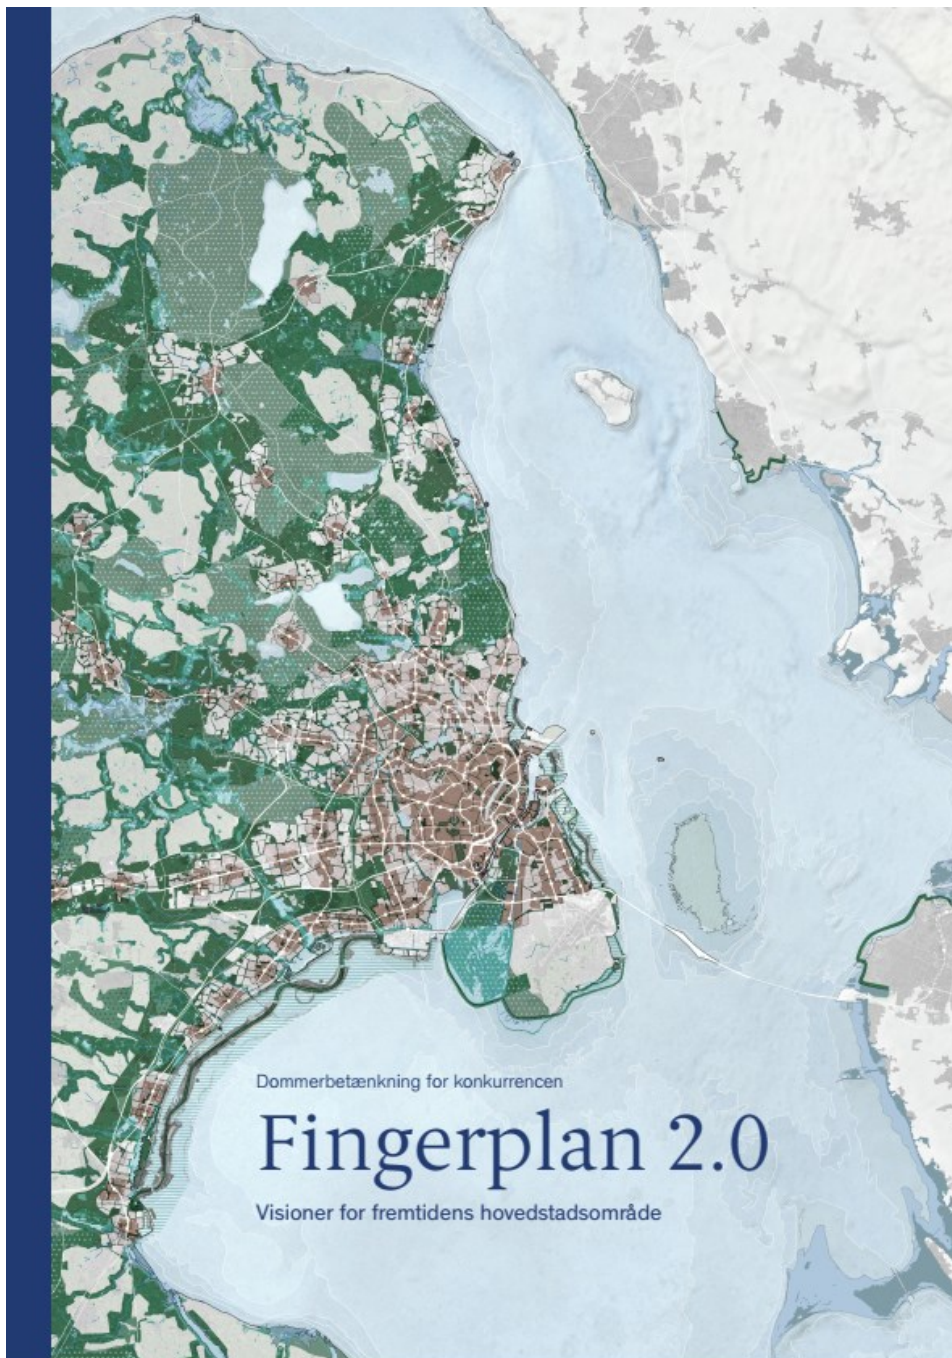 Dommerbetænkning for konkurrencen
Fingerplan 2.0
Visioner for fremtidens hovedstadsområde